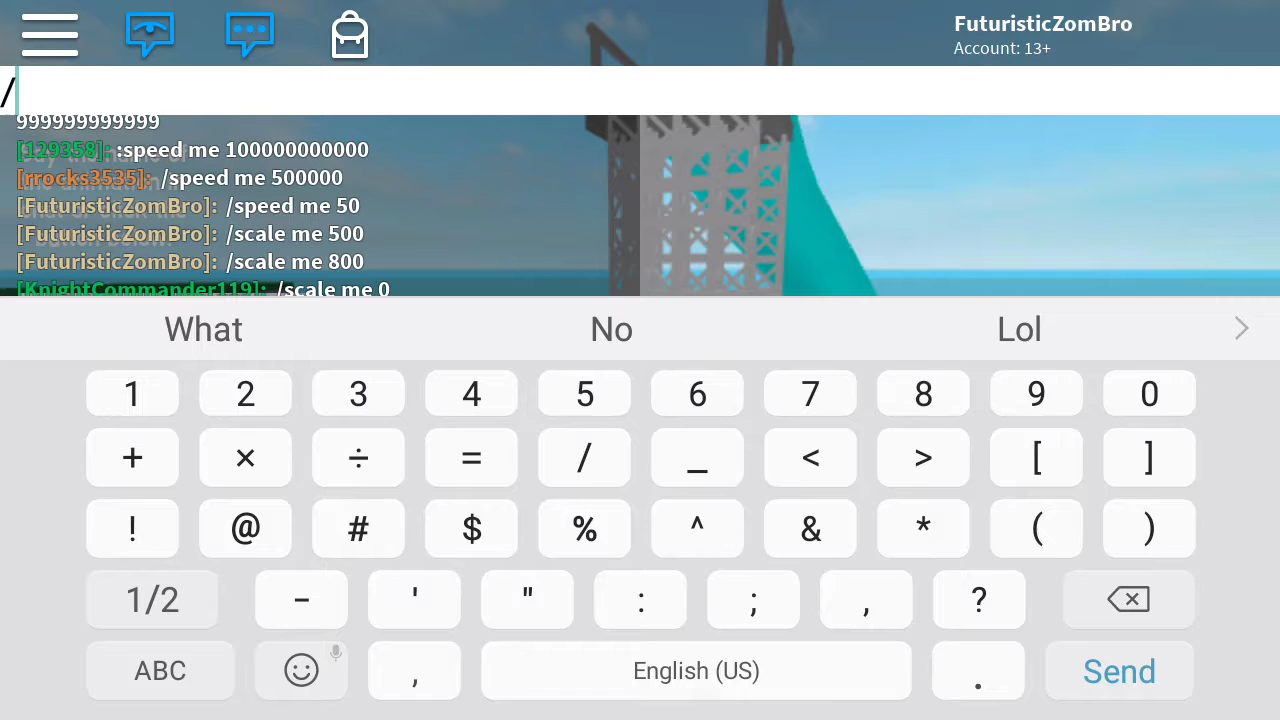 FuturisticZomBro
Account: 13+
/
999999999999
[129358]: :speed me 100000000000
[rrocks3535]: /speed me 500000
[FuturisticZomBro]: /speed me 50
[FuturisticZomBro]: /scale me 500
[FuturisticZomBro]: /scale me 800
[KnightCommander119]: /scale me 0
What No Lol
1 2 3 4 5 6 7 8 9 0
+ × ÷ = / _ < > [ ]
! @ # $ % ^ & * ( )
1/2 - ' " : ; , ?
ABC , English (US) . Send